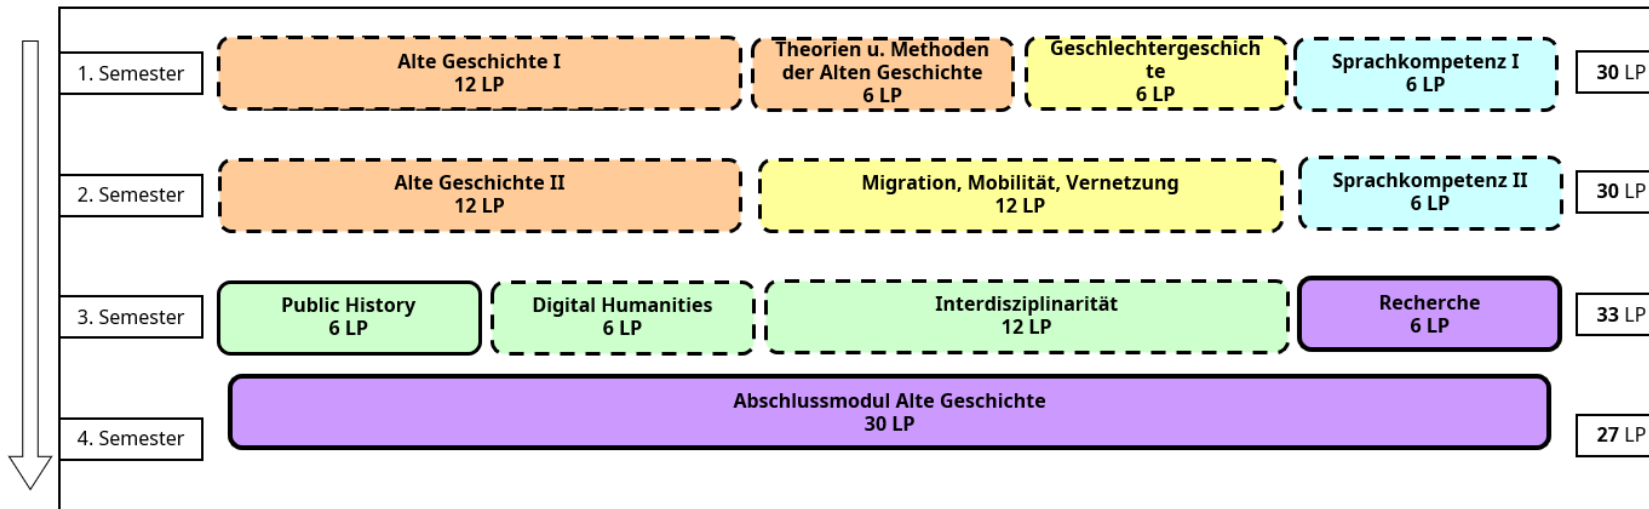 1. Semester
Alte Geschichte I
12 LP
Theorien u. Methoden
der Alten Geschichte
6 LP
Geschlechtergeschich
te
6 LP
Sprachkompetenz I
6 LP
30 LP
2. Semester
Alte Geschichte II
12 LP
Migration, Mobilität, Vernetzung
12 LP
Sprachkompetenz II
6 LP
30 LP
3. Semester
Public History
6 LP
Digital Humanities
6 LP
Interdisziplinarität
12 LP
Recherche
6 LP
33 LP
4. Semester
Abschlussmodul Alte Geschichte
30 LP
27 LP